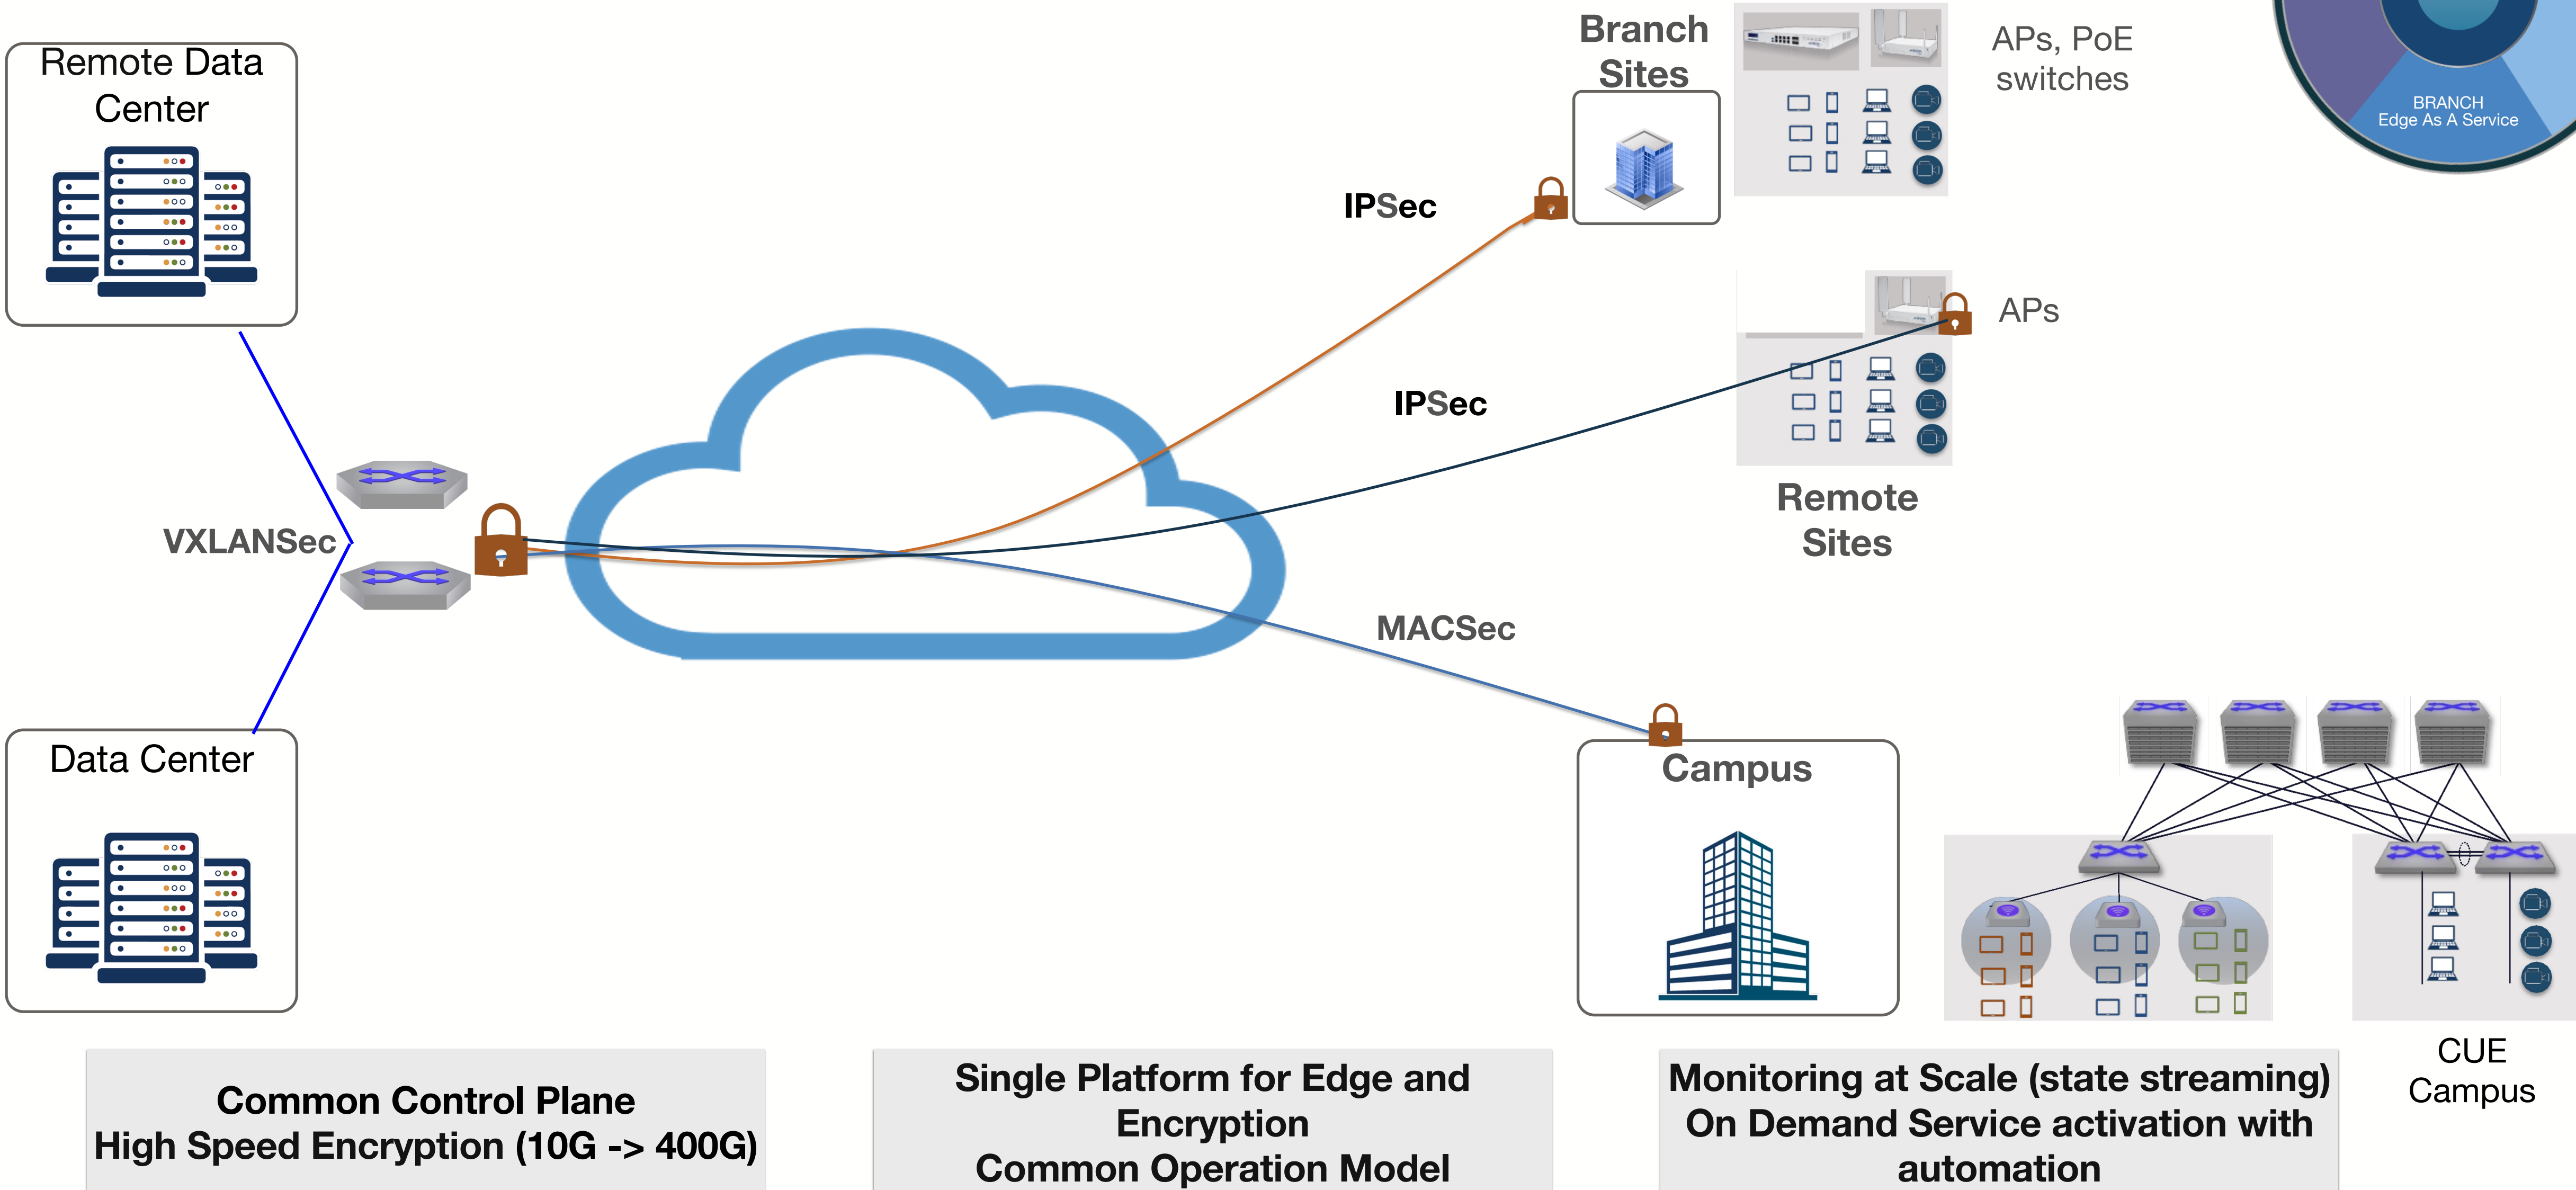 Remote Data
Center
VXLANSec
Data Center
IPSec
IPSec
MACSec
Branch
Sites
APs, PoE
switches
BRANCH
Edge As A Service
APs
Remote
Sites
Campus
CUE
Campus
Common Control Plane
High Speed Encryption (10G -> 400G)
Single Platform for Edge and
Encryption
Common Operation Model
Monitoring at Scale (state streaming)
On Demand Service activation with
automation